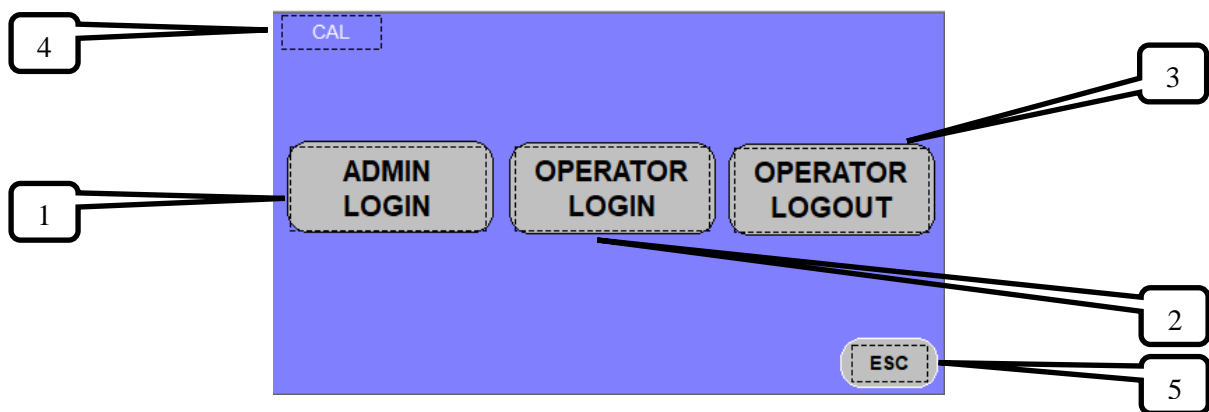 4
CAL
3
1
ADMIN
LOGIN
OPERATOR
LOGIN
OPERATOR
LOGOUT
2
ESC
5